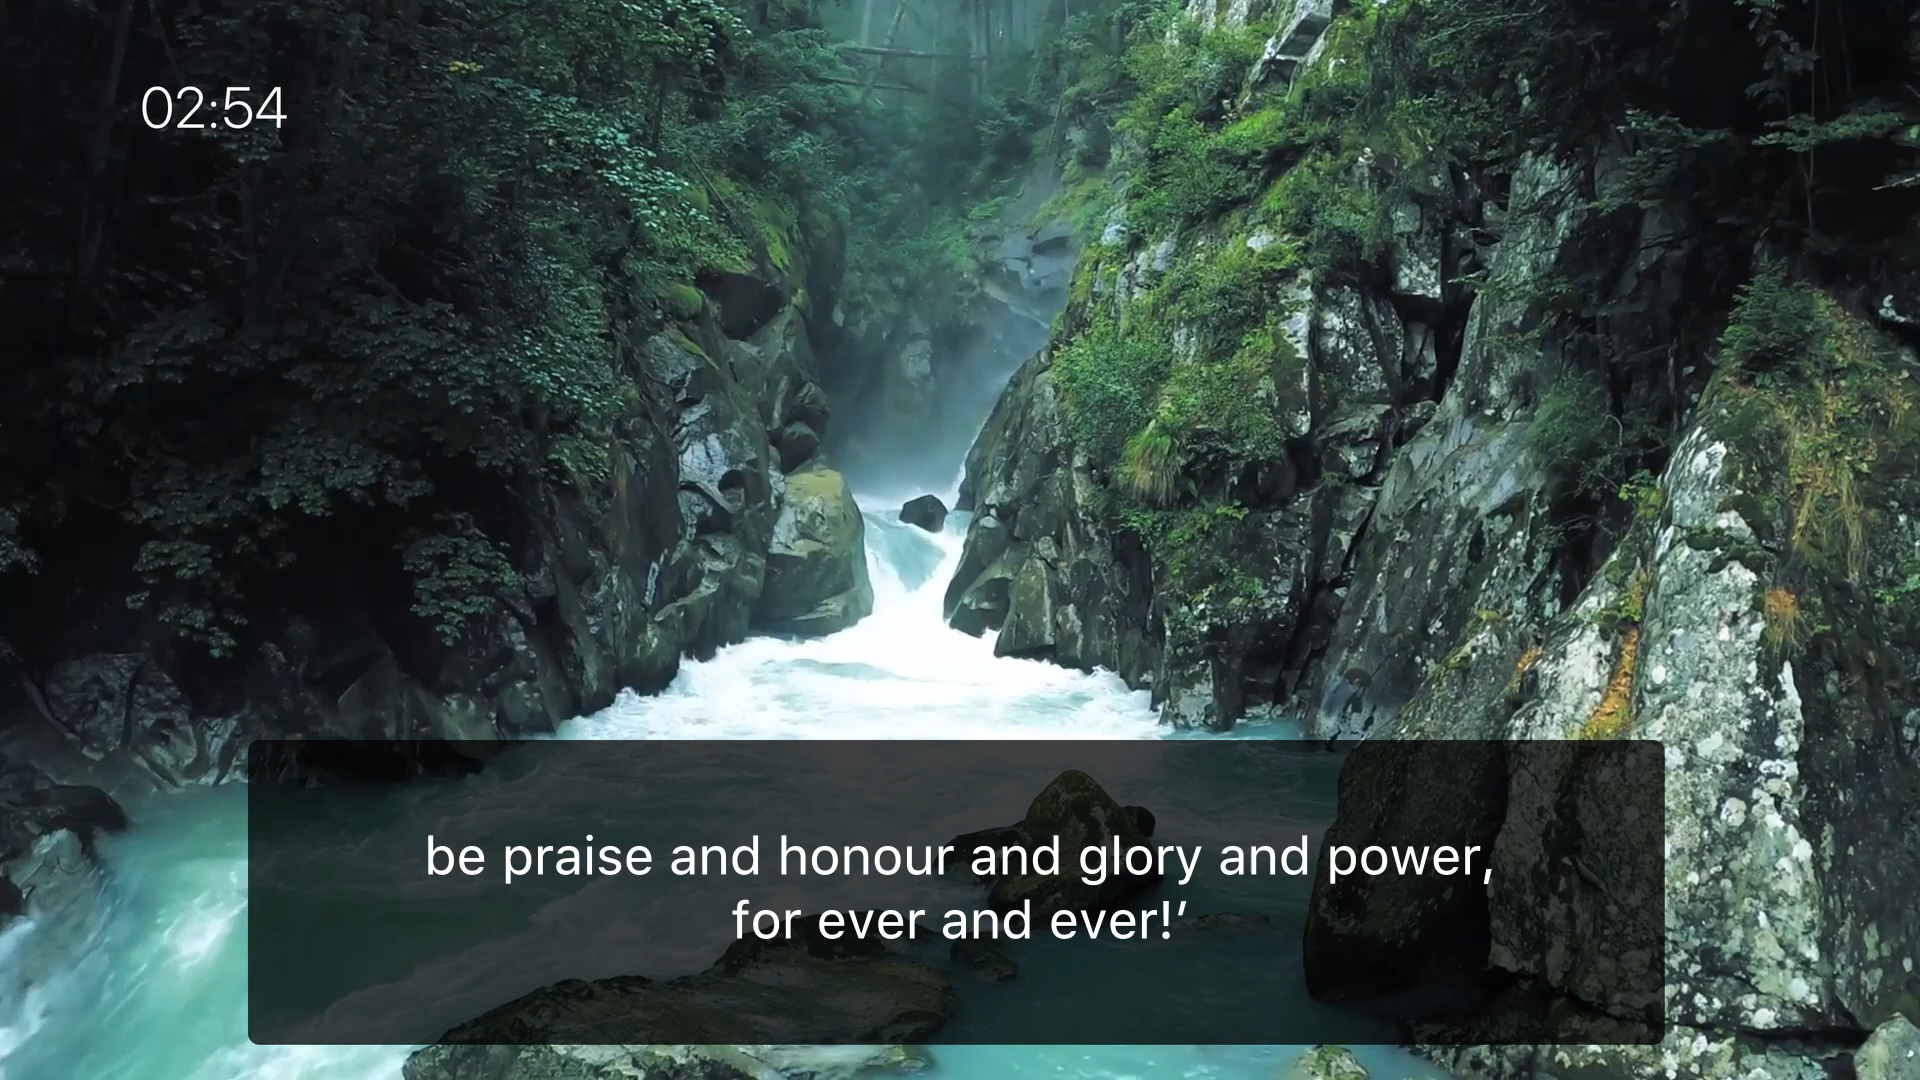 02:54
be praise and honour and glory and power,
for ever and ever!’